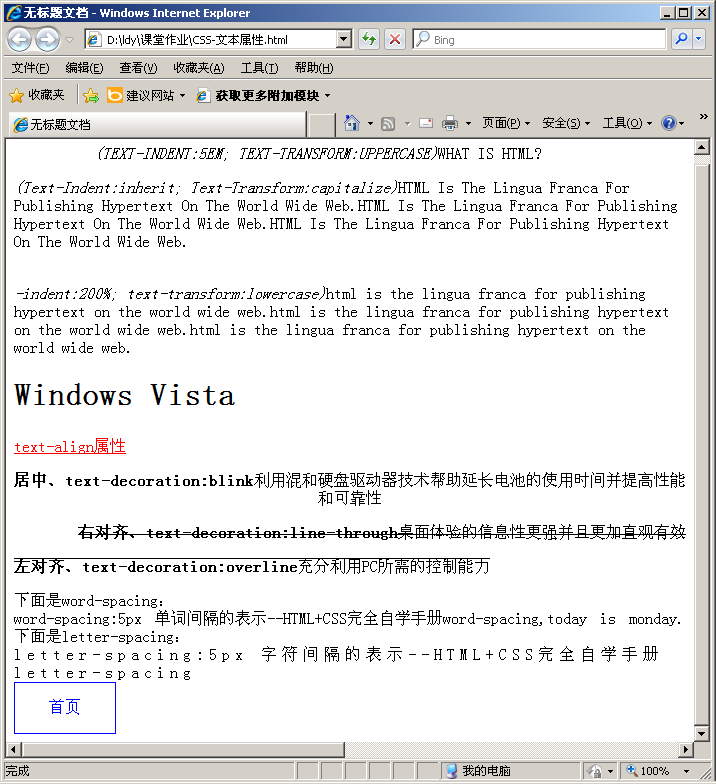 无标题文档 - Windows Internet Explorer
D:\ldy\课堂作业\CSS-文本属性.html
Bing
文件(F) 编辑(E) 查看(V) 收藏夹(A) 工具(T) 帮助(H)
收藏夹 建议网站 获取更多附加模块
无标题文档 页面(P) 安全(S) 工具(O) »
(TEXT-INDENT:5EM; TEXT-TRANSFORM:UPPERCASE)WHAT IS HTML?
(Text-Indent:inherit; Text-Transform:capitalize)HTML Is The Lingua Franca For
Publishing Hypertext On The World Wide Web.HTML Is The Lingua Franca For Publishing
Hypertext On The World Wide Web.HTML Is The Lingua Franca For Publishing Hypertext
On The World Wide Web.
-indent:200%; text-transform:lowercase)html is the lingua franca for publishing
hypertext on the world wide web.html is the lingua franca for publishing hypertext
on the world wide web.html is the lingua franca for publishing hypertext on the
world wide web.
Windows Vista
text-align属性
居中、text-decoration:blink利用混和硬盘驱动器技术帮助延长电池的使用时间并提高性能
和可靠性
右对齐、text-decoration:line-through桌面体验的信息性更强并且更加直观有效
左对齐、text-decoration:overline充分利用PC所需的控制能力
下面是word-spacing:
word-spacing:5px 单词间隔的表示--HTML+CSS完全自学手册word-spacing,today is monday.
下面是letter-spacing:
letter-spacing:5px 字符间隔的表示--HTML+CSS完全自学手册
letter-spacing
首页
完成 我的电脑 100%